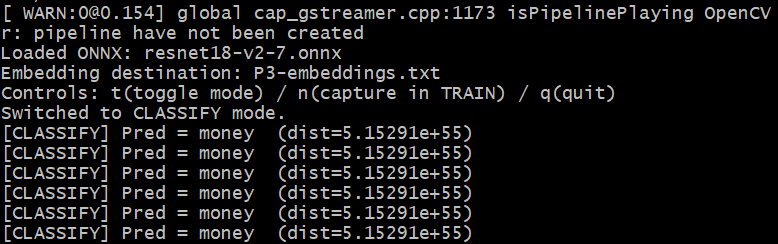 [ WARN:0@0.154] global cap_gstreamer.cpp:1173 isPipelinePlaying OpenCV
r: pipeline have not been created
Loaded ONNX: resnet18-v2-7.onnx
Embedding destination: P3-embeddings.txt
Controls: t(toggle mode) / n(capture in TRAIN) / q(quit)
Switched to CLASSIFY mode.
[CLASSIFY] Pred = money  (dist=5.15291e+55)
[CLASSIFY] Pred = money  (dist=5.15291e+55)
[CLASSIFY] Pred = money  (dist=5.15291e+55)
[CLASSIFY] Pred = money  (dist=5.15291e+55)
[CLASSIFY] Pred = money  (dist=5.15291e+55)
[CLASSIFY] Pred = money  (dist=5.15291e+55)